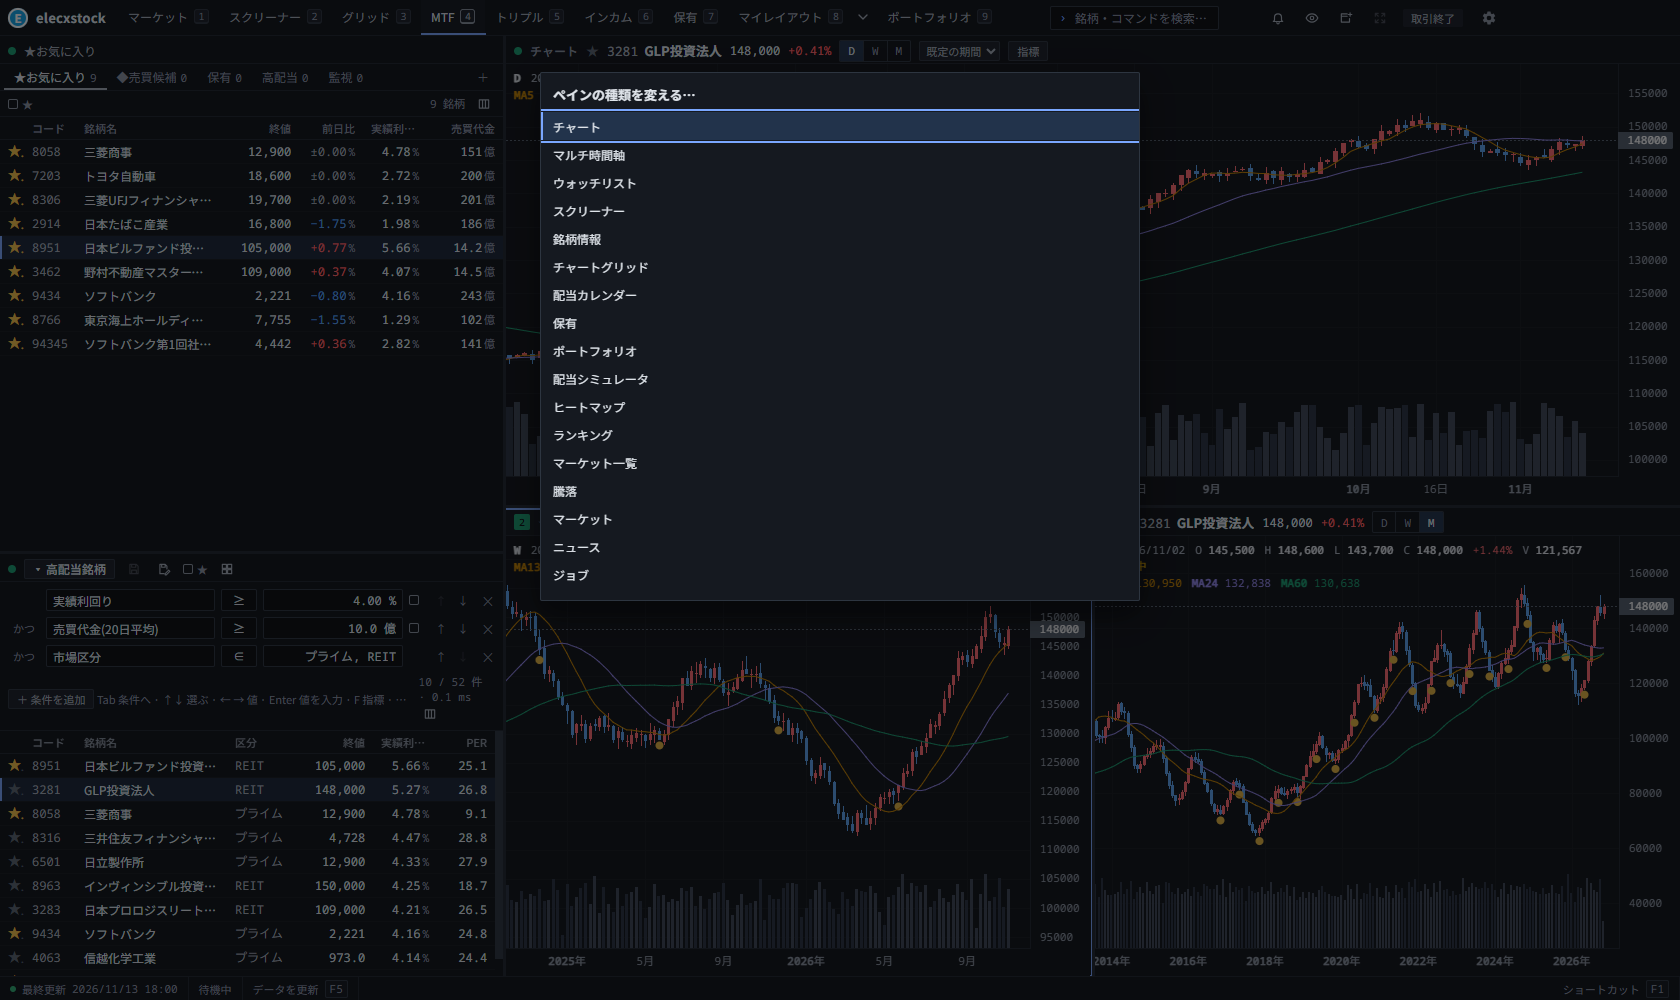 E elecxstock マーケット 1 スクリーナー 2 グリッド 3 MTF 4 トリプル 5 インカム 6 保有 7 マイレイアウト 8 ポートフォリオ 9 › 銘柄・コマンドを検索… 取引終了
★お気に入り
★お気に入り 9 ◆売買候補 0 保有 0 高配当 0 監視 0 ＋
★ 9 銘柄
コード 銘柄名 終値 前日比 実績利… 売買代金
★ 8058 三菱商事 12,900 ±0.00% 4.78% 151億
★ 7203 トヨタ自動車 18,600 ±0.00% 2.72% 200億
★ 8306 三菱UFJフィナンシャ… 19,700 ±0.00% 2.19% 201億
★ 2914 日本たばこ産業 16,800 −1.75% 1.98% 186億
★ 8951 日本ビルファンド投… 105,000 +0.77% 5.66% 14.2億
★ 3462 野村不動産マスター… 109,000 +0.37% 4.07% 14.5億
★ 9434 ソフトバンク 2,221 −0.80% 4.16% 243億
★ 8766 東京海上ホールディ… 7,755 −1.55% 1.29% 102億
★ 94345 ソフトバンク第1回社… 4,442 +0.36% 2.82% 141億
高配当銘柄 ★
実績利回り ≥ 4.00 % ↑ ↓ ×
かつ 売買代金(20日平均) ≥ 10.0 億 ↑ ↓ ×
かつ 市場区分 ∈ プライム, REIT ↑ ↓ ×
＋条件を追加 Tab 条件へ・↑↓選ぶ・←→値・Enter 値を入力・F 指標・… 10 / 52 件 · 0.1 ms
コード 銘柄名 区分 終値 実績利… PER
★ 8951 日本ビルファンド投資… REIT 105,000 5.66% 25.1
★ 3281 GLP投資法人 REIT 148,000 5.27% 26.8
★ 8058 三菱商事 プライム 12,900 4.78% 9.1
★ 8316 三井住友フィナンシャ… プライム 4,728 4.47% 28.8
★ 6501 日立製作所 プライム 12,900 4.33% 27.9
★ 8963 インヴィンシブル投資… REIT 150,000 4.25% 18.7
★ 3283 日本プロロジスリート… REIT 109,000 4.21% 26.5
★ 9434 ソフトバンク プライム 2,221 4.16% 24.8
★ 4063 信越化学工業 プライム 973.0 4.14% 24.4
チャート ★ 3281 GLP投資法人 148,000 +0.41% D W M 既定の期間 指標
D 20
MA5
155000
150000
148000
145000
140000
135000
130000
125000
120000
115000
110000
105000
100000
日 9月 10月 16日 11月
ペインの種類を変える…
チャート
マルチ時間軸
ウォッチリスト
スクリーナー
銘柄情報
チャートグリッド
配当カレンダー
保有
ポートフォリオ
配当シミュレータ
ヒートマップ
ランキング
マーケット一覧
騰落
マーケット
ニュース
ジョブ
2
W 20
MA13
150000
148000
145000
140000
135000
130000
125000
120000
115000
110000
105000
100000
95000
2025年 5月 9月 2026年 5月 9月
3281 GLP投資法人 148,000 +0.41% D W M
6/11/02 O 145,500 H 148,600 L 143,700 C 148,000 +1.44% V 121,567
中
130,950 MA24 132,838 MA60 130,638
160000
148000
140000
120000
100000
80000
60000
40000
2014年 2016年 2018年 2020年 2022年 2024年 2026年
最終更新 2026/11/13 18:00 待機中 データを更新 F5 ショートカット F1